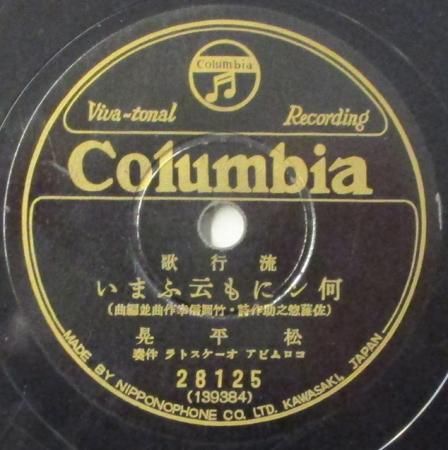 Columbia
Viva-tonal Recording
Columbia
流行歌
何ンにも云ふまい
(佐藤惣之助作詩・竹岡信幸作曲並編曲)
松平晃
コロムビア オーケストラ 伴奏
28125
(139384)
MADE BY NIPPONOPHONE CO. LTD. KAWASAKI, JAPAN